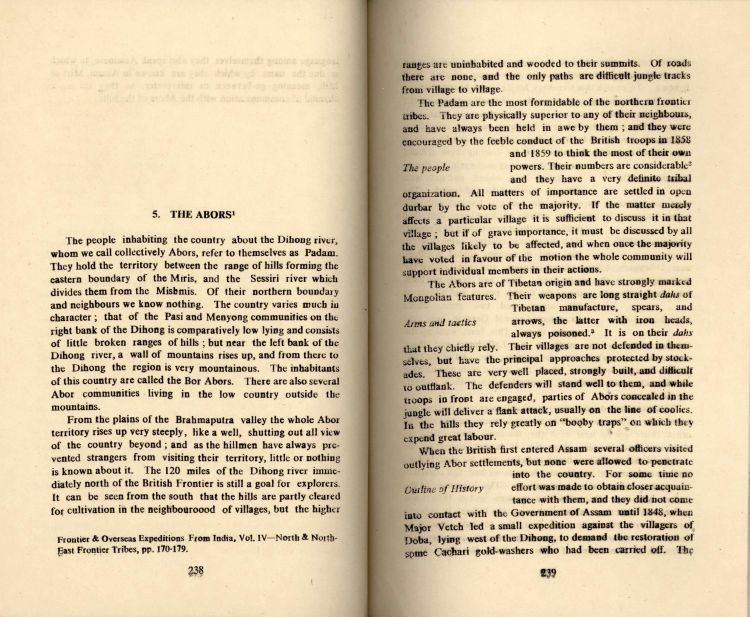 5. THE ABORS¹
The people inhabiting the country about the Dihong river,
whom we call collectively Abors, refer to themselves as Padam.
They hold the territory between the range of hills forming the
eastern boundary of the Miris, and the Sessiri river which
divides them from the Mishmis. Of their northern boundary
and neighbours we know nothing. The country varies much in
character ; that of the Pasi and Menyong communities on the
right bank of the Dihong is comparatively low lying and consists
of little broken ranges of hills ; but near the left bank of the
Dihong river, a wall of mountains rises up, and from there to
the Dihong the region is very mountainous. The inhabitants
of this country are called the Bor Abors. There are also several
Abor communities living in the low country outside the
mountains.
From the plains of the Brahmaputra valley the whole Abor
territory rises up very steeply, like a well, shutting out all view
of the country beyond ; and as the hillmen have always pre-
vented strangers from visiting their territory, little or nothing
is known about it. The 120 miles of the Dihong river imme-
diately north of the British Frontier is still a goal for explorers.
It can be seen from the south that the hills are partly cleared
for cultivation in the neighbouroood of villages, but the higher
Frontier & Overseas Expeditions From India, Vol. IV—North & North-
East Frontier Tribes, pp. 170-179.
238
ranges are uninhabited and wooded to their summits. Of roads
there are none, and the only paths are difficult jungle tracks
from village to village.
The Padam are the most formidable of the northern frontier
tribes. They are physically superior to any of their neighbours,
and have always been held in awe by them ; and they were
encouraged by the feeble conduct of the British troops in 1858
and 1859 to think the most of their own
The people powers. Their numbers are considerable²
and they have a very definite tribal
organization. All matters of importance are settled in open
durbar by the vote of the majority. If the matter merely
affects a particular village it is sufficient to discuss it in that
village ; but if of grave importance, it must be discussed by all
the villages likely to be affected, and when once the majority
have voted in favour of the motion the whole community will
support individual members in their actions.
The Abors are of Tibetan origin and have strongly marked
Mongolian features. Their weapons are long straight dahs of
Tibetan manufacture, spears, and
Arms and tactics arrows, the latter with iron heads,
always poisoned.³ It is on their dahs
that they chiefly rely. Their villages are not defended in them-
selves, but have the principal approaches protected by stock-
ades. These are very well placed, strongly built, and difficult
to outflank. The defenders will stand well to them, and while
troops in front are engaged, parties of Abors concealed in the
jungle will deliver a flank attack, usually on the line of coolies.
In the hills they rely greatly on “booby traps” on which they
expend great labour.
When the British first entered Assam several officers visited
outlying Abor settlements, but none were allowed to penetrate
into the country. For some time no
Outline of History effort was made to obtain closer acquain-
tance with them, and they did not come
into contact with the Government of Assam until 1848, when
Major Vetch led a small expedition against the villagers of
Doba, lying west of the Dihong, to demand the restoration of
some Cachari gold-washers who had been carried off. The
239